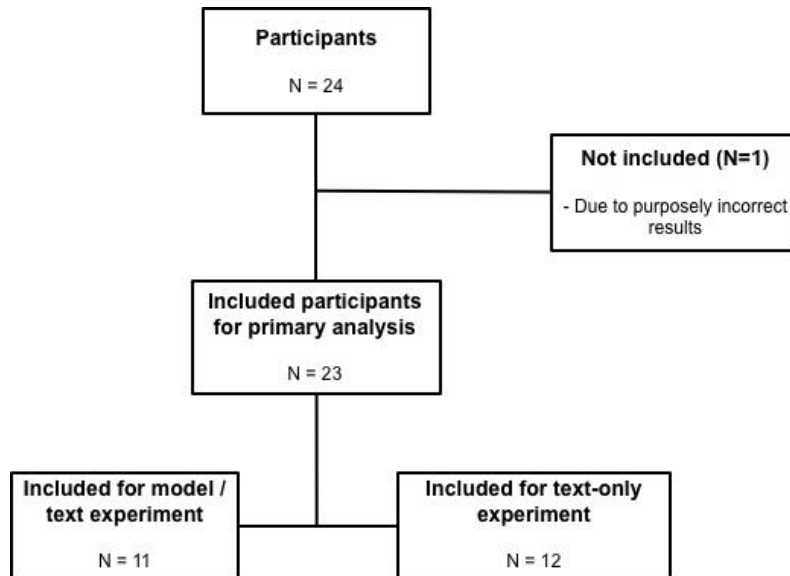 Participants
N = 24
Not included (N=1)
- Due to purposely incorrect
results
Included participants
for primary analysis
N = 23
Included for model /
text experiment
N = 11
Included for text-only
experiment
N = 12